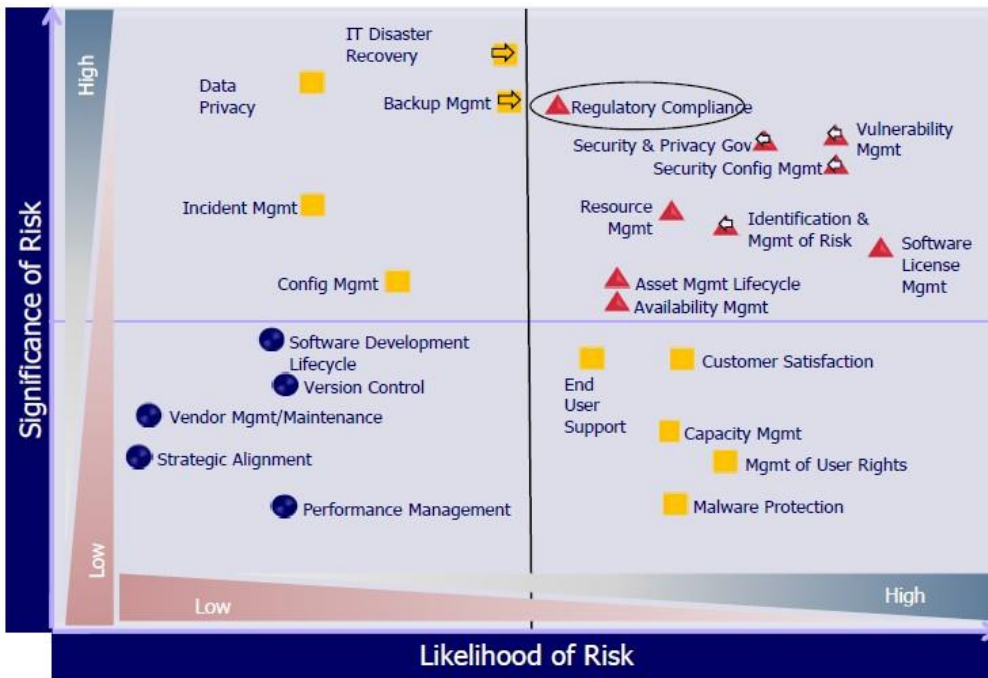 Significance of Risk
High
Low
IT Disaster
Recovery
Data
Privacy
Backup Mgmt
Regulatory Compliance
Security & Privacy Gov
Vulnerability
Mgmt
Security Config Mgmt
Incident Mgmt
Resource
Mgmt
Identification &
Mgmt of Risk
Software
License
Mgmt
Config Mgmt
Asset Mgmt Lifecycle
Availability Mgmt
Software Development
Lifecycle
Version Control
Vendor Mgmt/Maintenance
Strategic Alignment
Performance Management
End
User
Support
Customer Satisfaction
Capacity Mgmt
Mgmt of User Rights
Malware Protection
Low
High
Likelihood of Risk